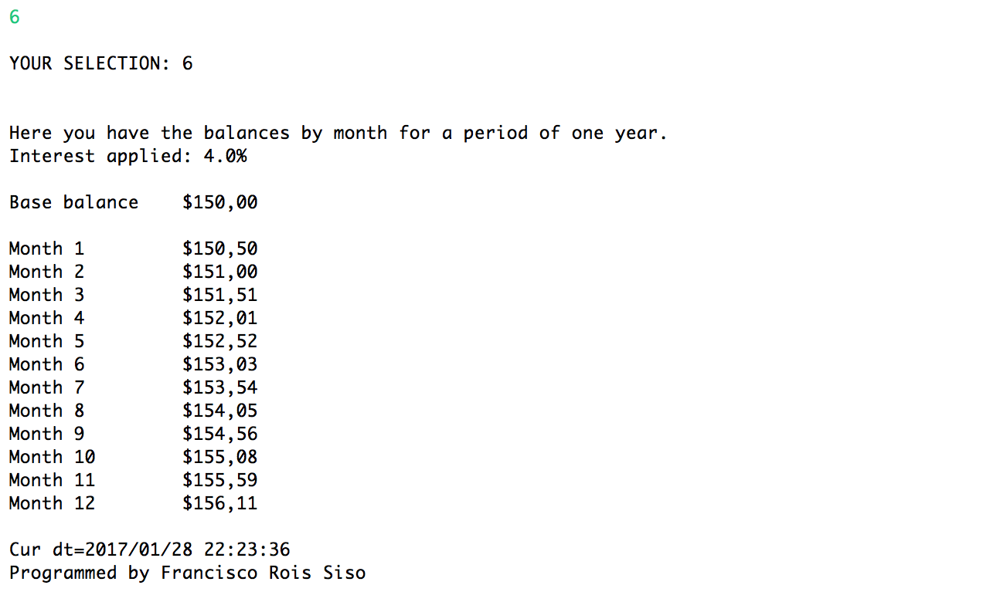 6
YOUR SELECTION: 6
Here you have the balances by month for a period of one year.
Interest applied: 4.0%
Base balance    $150,00
Month 1         $150,50
Month 2         $151,00
Month 3         $151,51
Month 4         $152,01
Month 5         $152,52
Month 6         $153,03
Month 7         $153,54
Month 8         $154,05
Month 9         $154,56
Month 10        $155,08
Month 11        $155,59
Month 12        $156,11
Cur dt=2017/01/28 22:23:36
Programmed by Francisco Rois Siso